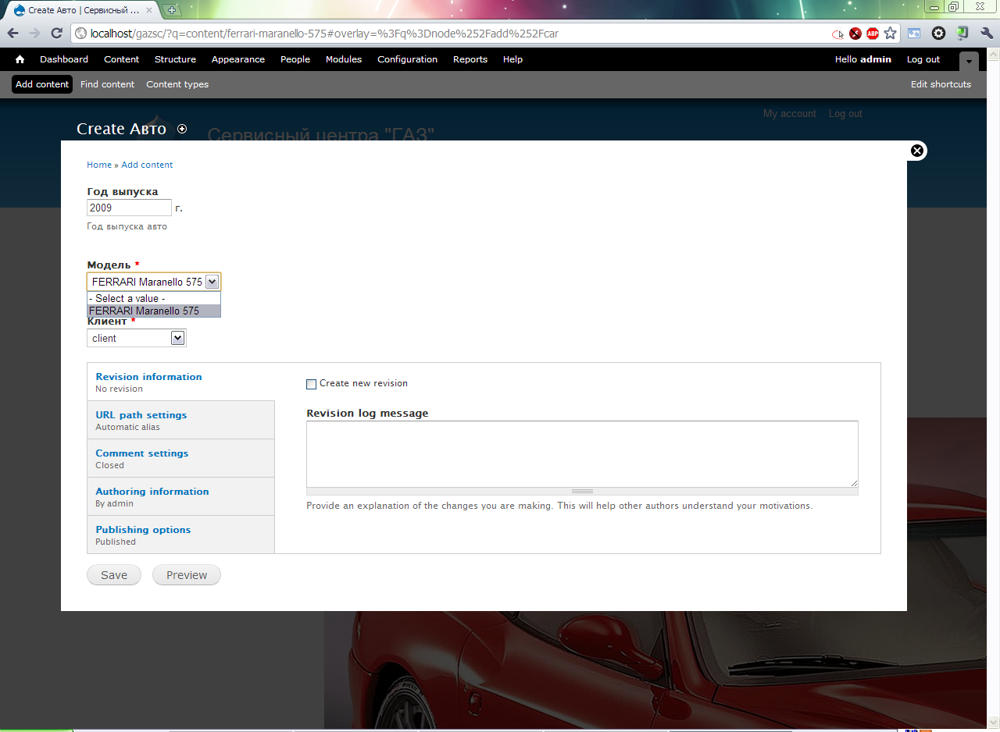 Create Авто | Сервисный ...
localhost/gazsc/?q=content/ferrari-maranello-575#overlay=%3Fq%3Dnode%252Fadd%252Fcar
ABP
Dashboard Content Structure Appearance People Modules Configuration Reports Help Hello admin Log out
Add content Find content Content types Edit shortcuts
My account Log out
Create Авто
Сервисный центра "ГАЗ"
Home » Add content
Год выпуска
2009 г.
Год выпуска авто
Модель *
FERRARI Maranello 575
- Select a value -
FERRARI Maranello 575
Клиент *
client
Revision information
No revision
URL path settings
Automatic alias
Comment settings
Closed
Authoring information
By admin
Publishing options
Published
Create new revision
Revision log message
Provide an explanation of the changes you are making. This will help other authors understand your motivations.
Save Preview